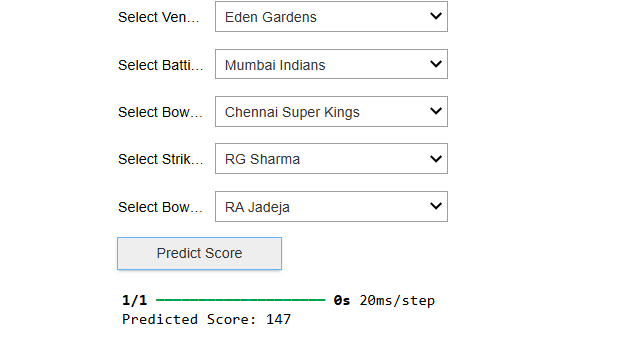 Select Ven… Eden Gardens
Select Batti… Mumbai Indians
Select Bow… Chennai Super Kings
Select Strik… RG Sharma
Select Bow… RA Jadeja
Predict Score
1/1 ━━━━━━━━━━━━━━━━━━━━ 0s 20ms/step
Predicted Score: 147